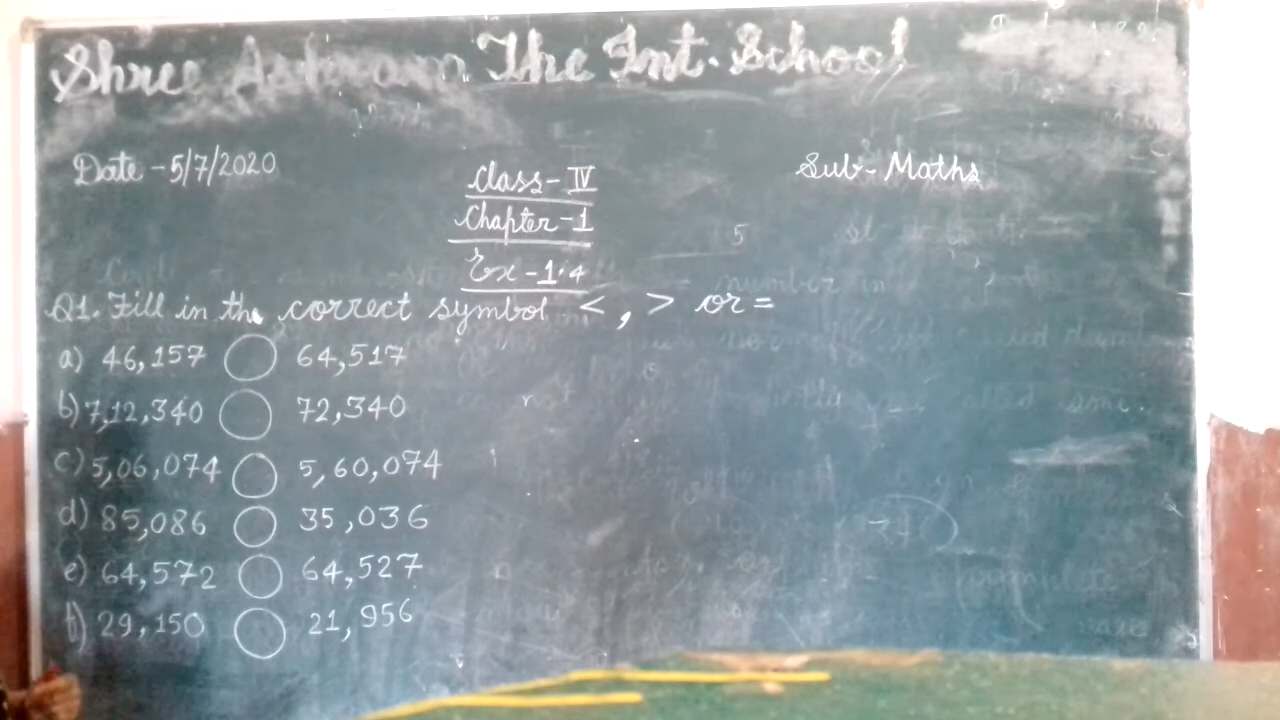 Shree Ashram The Int. School
Date - 5/7/2020
Sub - Maths
Class - IV
Chapter - 1
Ex - 1.4
Q1. Fill in the correct symbol <, > or =
a) 46,157 ◯ 64,517
b) 7,12,340 ◯ 72,340
c) 5,06,074 ◯ 5,60,074
d) 85,086 ◯ 35,036
e) 64,572 ◯ 64,527
f) 29,150 ◯ 21,956